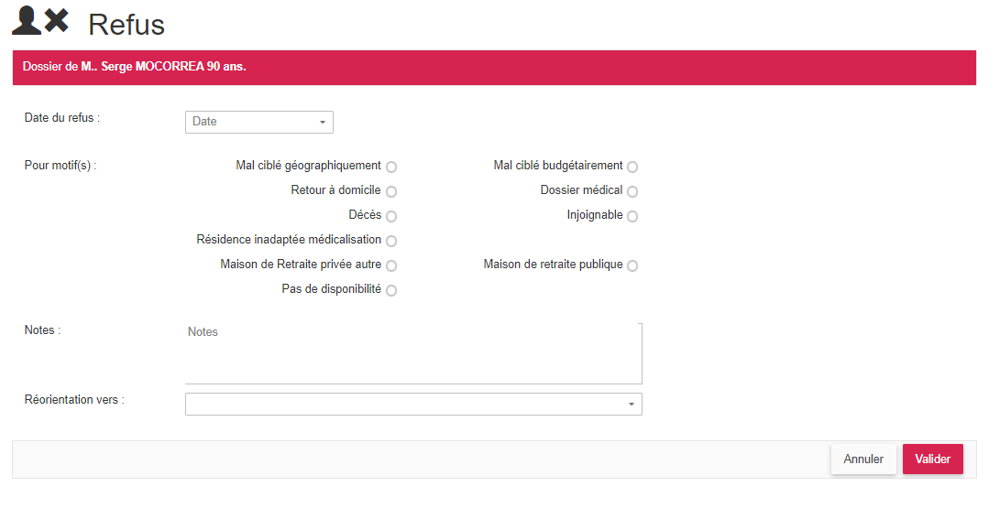 Refus
Dossier de M.. Serge MOCORREA 90 ans.
Date du refus :
Date
Pour motif(s) :
Mal ciblé géographiquement
Mal ciblé budgétairement
Retour à domicile
Dossier médical
Décès
Injoignable
Résidence inadaptée médicalisation
Maison de Retraite privée autre
Maison de retraite publique
Pas de disponibilité
Notes :
Notes
Réorientation vers :
Annuler
Valider